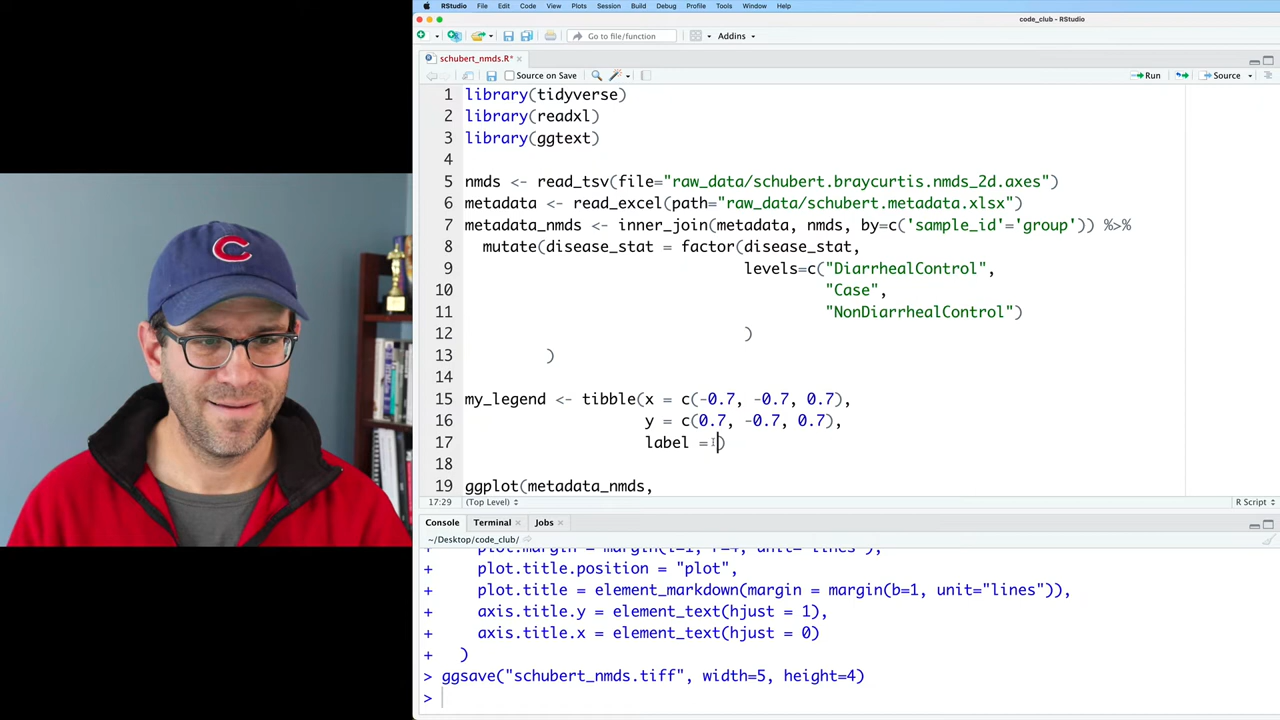 RStudio File Edit Code View Plots Session Build Debug Profile Tools Window Help
code_club - RStudio
Go to file/function Addins
schubert_nmds.R*
Source on Save Run Source
1 library(tidyverse)
2 library(readxl)
3 library(ggtext)
4
5 nmds <- read_tsv(file="raw_data/schubert.braycurtis.nmds_2d.axes")
6 metadata <- read_excel(path="raw_data/schubert.metadata.xlsx")
7 metadata_nmds <- inner_join(metadata, nmds, by=c('sample_id'='group')) %>%
8 mutate(disease_stat = factor(disease_stat,
9 levels=c("DiarrhealControl",
10 "Case",
11 "NonDiarrhealControl")
12 )
13 )
14
15 my_legend <- tibble(x = c(-0.7, -0.7, 0.7),
16 y = c(0.7, -0.7, 0.7),
17 label =)
18
19 ggplot(metadata_nmds,
17:29 (Top Level) R Script
Console Terminal Jobs
~/Desktop/code_club/
+ plot.title.position = "plot",
+ plot.title = element_markdown(margin = margin(b=1, unit="lines")),
+ axis.title.y = element_text(hjust = 1),
+ axis.title.x = element_text(hjust = 0)
+ )
> ggsave("schubert_nmds.tiff", width=5, height=4)
>